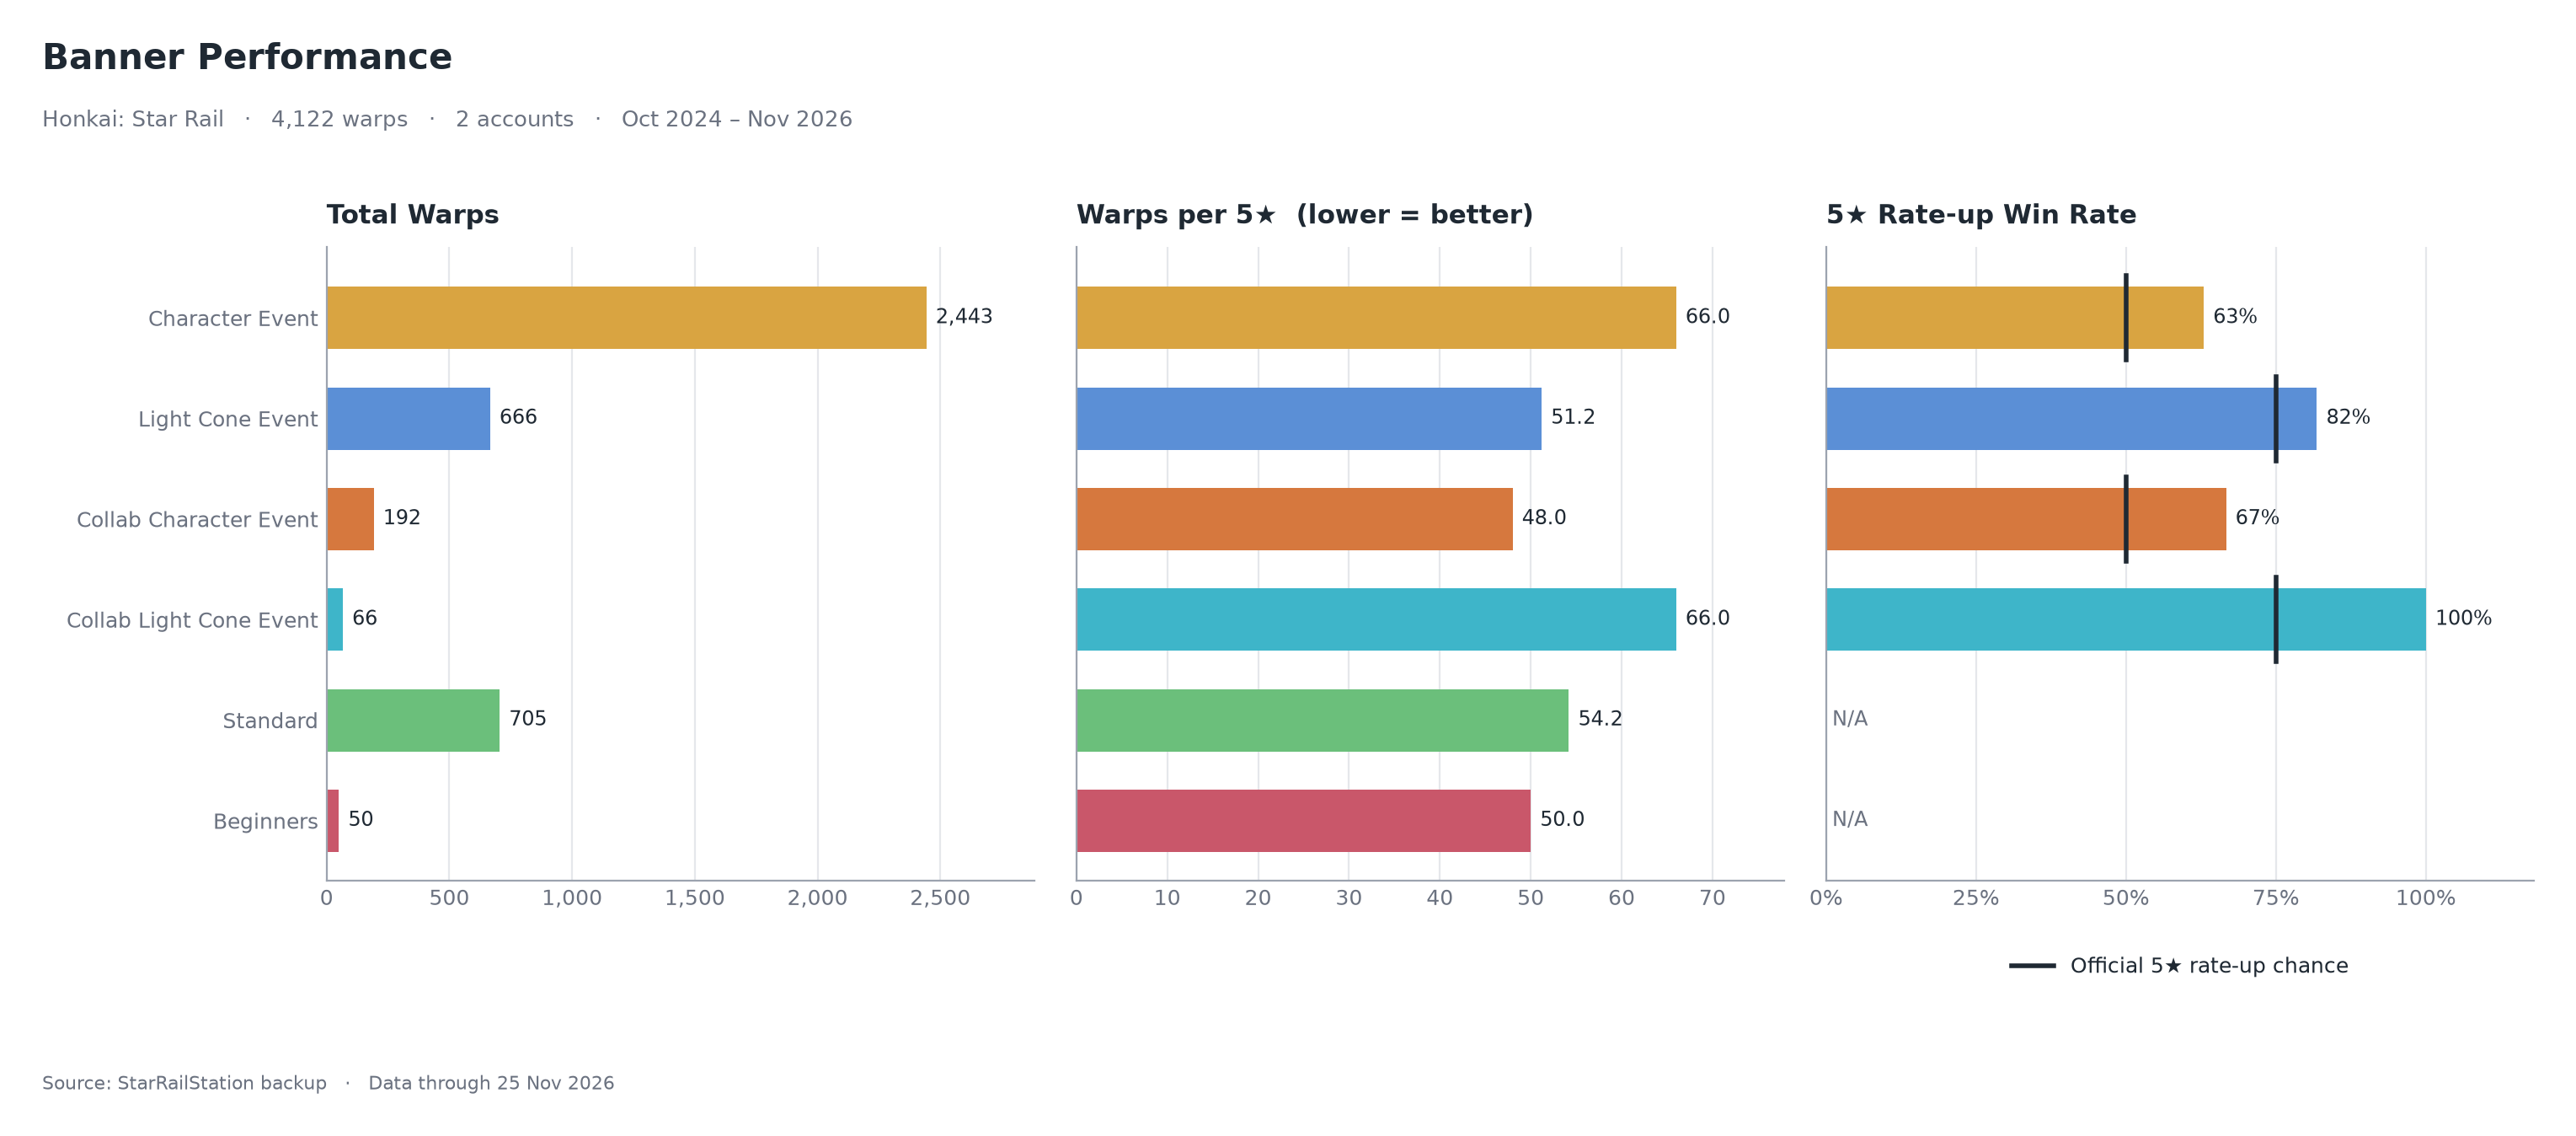 Banner Performance
Honkai: Star Rail · 4,122 warps · 2 accounts · Oct 2024 – Nov 2026
Total Warps
Character Event
2,443
Light Cone Event
666
Collab Character Event
192
Collab Light Cone Event
66
Standard
705
Beginners
50
0 500 1,000 1,500 2,000 2,500
Warps per 5★ (lower = better)
66.0
51.2
48.0
66.0
54.2
50.0
0 10 20 30 40 50 60 70
5★ Rate-up Win Rate
63%
82%
67%
100%
N/A
N/A
0% 25% 50% 75% 100%
Official 5★ rate-up chance
Source: StarRailStation backup · Data through 25 Nov 2026